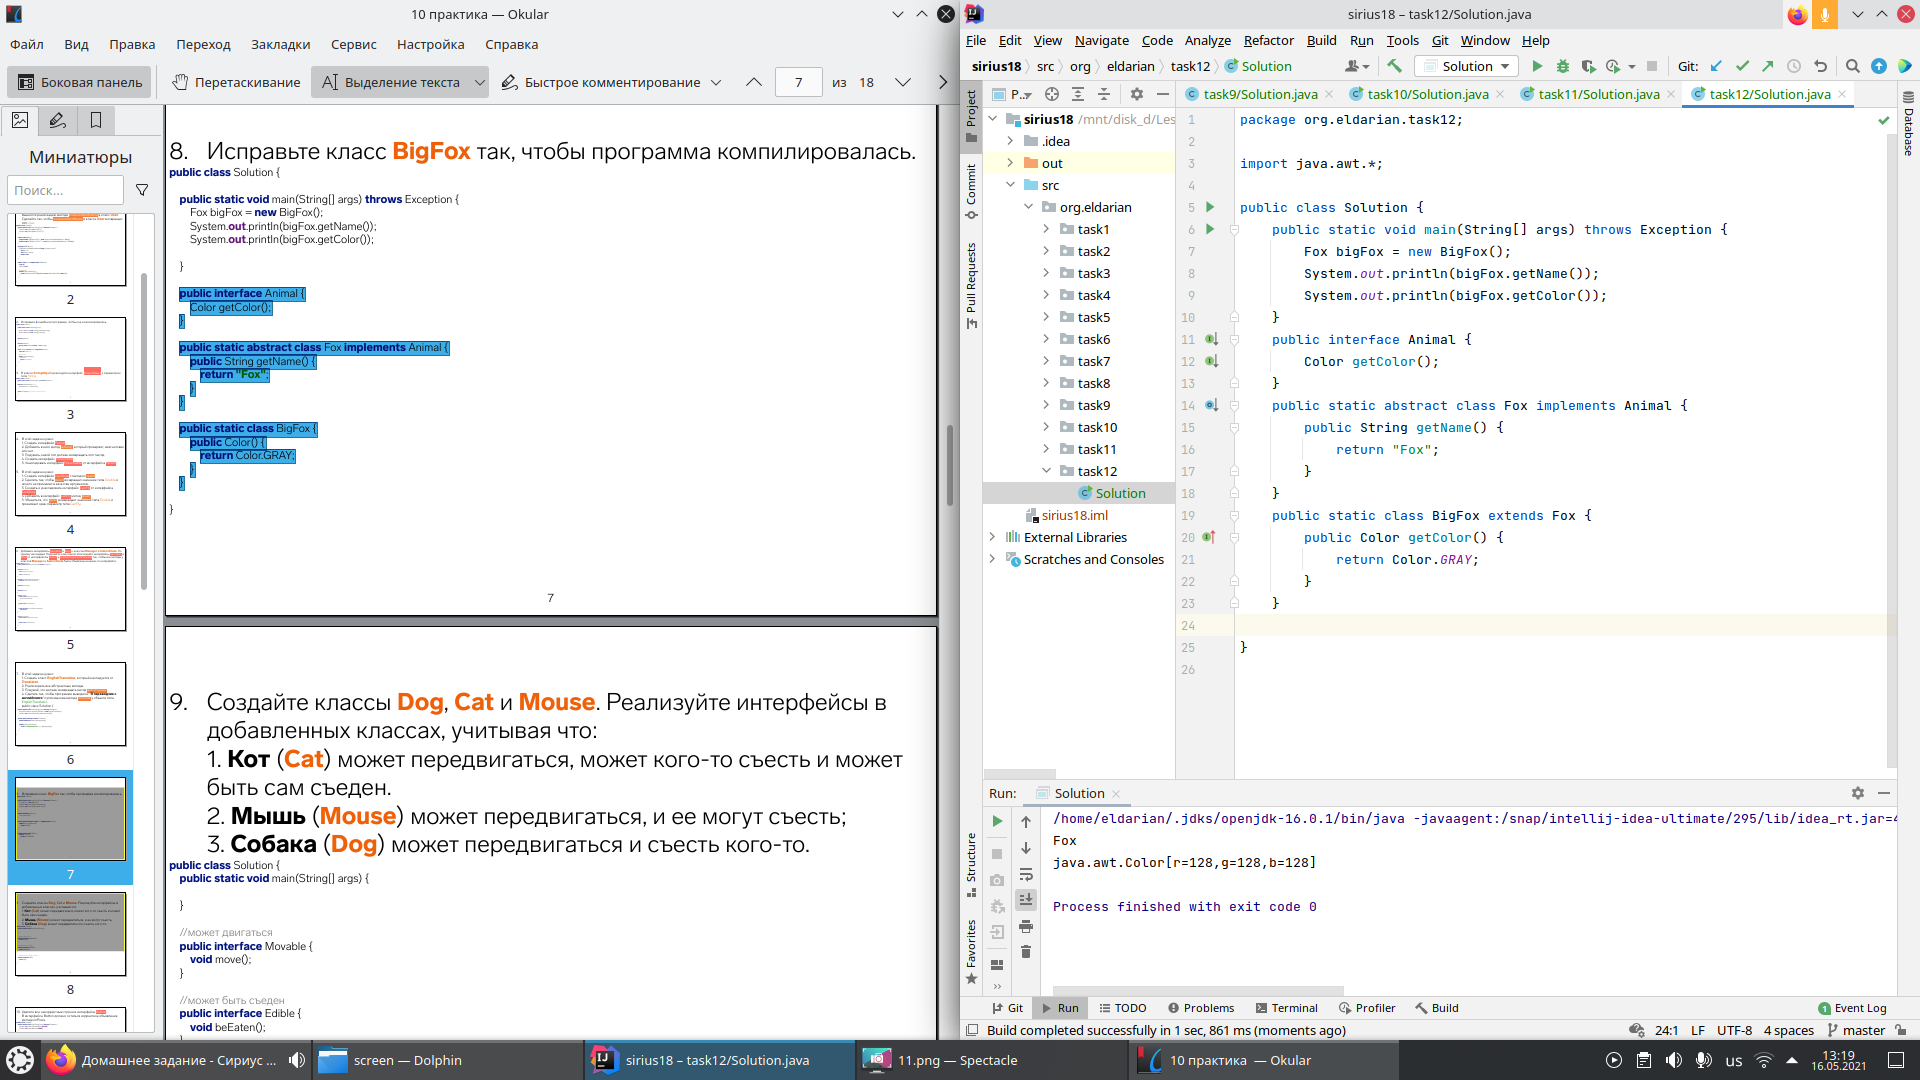 10 практика — Okular
Файл Вид Правка Переход Закладки Сервис Настройка Справка
Боковая панель Перетаскивание Выделение текста Быстрое комментирование 7 из 18
Миниатюры
Поиск...
2
3
4
5
6
7
8
8. Исправьте класс BigFox так, чтобы программа компилировалась.
public class Solution {
public static void main(String[] args) throws Exception {
Fox bigFox = new BigFox();
System.out.println(bigFox.getName());
System.out.println(bigFox.getColor());
}
public interface Animal {
Color getColor();
}
public static abstract class Fox implements Animal {
public String getName() {
return "Fox";
}
}
public static class BigFox {
public Color() {
return Color.GRAY;
}
}
}
7
9. Создайте классы Dog, Cat и Mouse. Реализуйте интерфейсы в
добавленных классах, учитывая что:
1. Кот (Cat) может передвигаться, может кого-то съесть и может
быть сам съеден.
2. Мышь (Mouse) может передвигаться, и ее могут съесть;
3. Собака (Dog) может передвигаться и съесть кого-то.
public class Solution {
public static void main(String[] args) {
}
//может двигаться
public interface Movable {
void move();
}
//может быть съеден
public interface Edible {
void beEaten();
sirius18 – task12/Solution.java
File Edit View Navigate Code Analyze Refactor Build Run Tools Git Window Help
sirius18 src org eldarian task12 Solution Solution Git:
P... task9/Solution.java task10/Solution.java task11/Solution.java task12/Solution.java
Project
Commit
Pull Requests
Structure
Favorites
Database
sirius18 /mnt/disk_d/Les
.idea
out
src
org.eldarian
task1
task2
task3
task4
task5
task6
task7
task8
task9
task10
task11
task12
Solution
sirius18.iml
External Libraries
Scratches and Consoles
1 package org.eldarian.task12;
2
3 import java.awt.*;
4
5 public class Solution {
6 public static void main(String[] args) throws Exception {
7 Fox bigFox = new BigFox();
8 System.out.println(bigFox.getName());
9 System.out.println(bigFox.getColor());
10 }
11 public interface Animal {
12 Color getColor();
13 }
14 public static abstract class Fox implements Animal {
15 public String getName() {
16 return "Fox";
17 }
18 }
19 public static class BigFox extends Fox {
20 public Color getColor() {
21 return Color.GRAY;
22 }
23 }
24
25 }
26
Run: Solution
/home/eldarian/.jdks/openjdk-16.0.1/bin/java -javaagent:/snap/intellij-idea-ultimate/295/lib/idea_rt.jar=4
Fox
java.awt.Color[r=128,g=128,b=128]
Process finished with exit code 0
Git Run TODO Problems Terminal Profiler Build 1 Event Log
Build completed successfully in 1 sec, 861 ms (moments ago) 24:1 LF UTF-8 4 spaces master
Домашнее задание - Сириус ... screen — Dolphin sirius18 – task12/Solution.java 11.png — Spectacle 10 практика — Okular us 13:19
16.05.2021